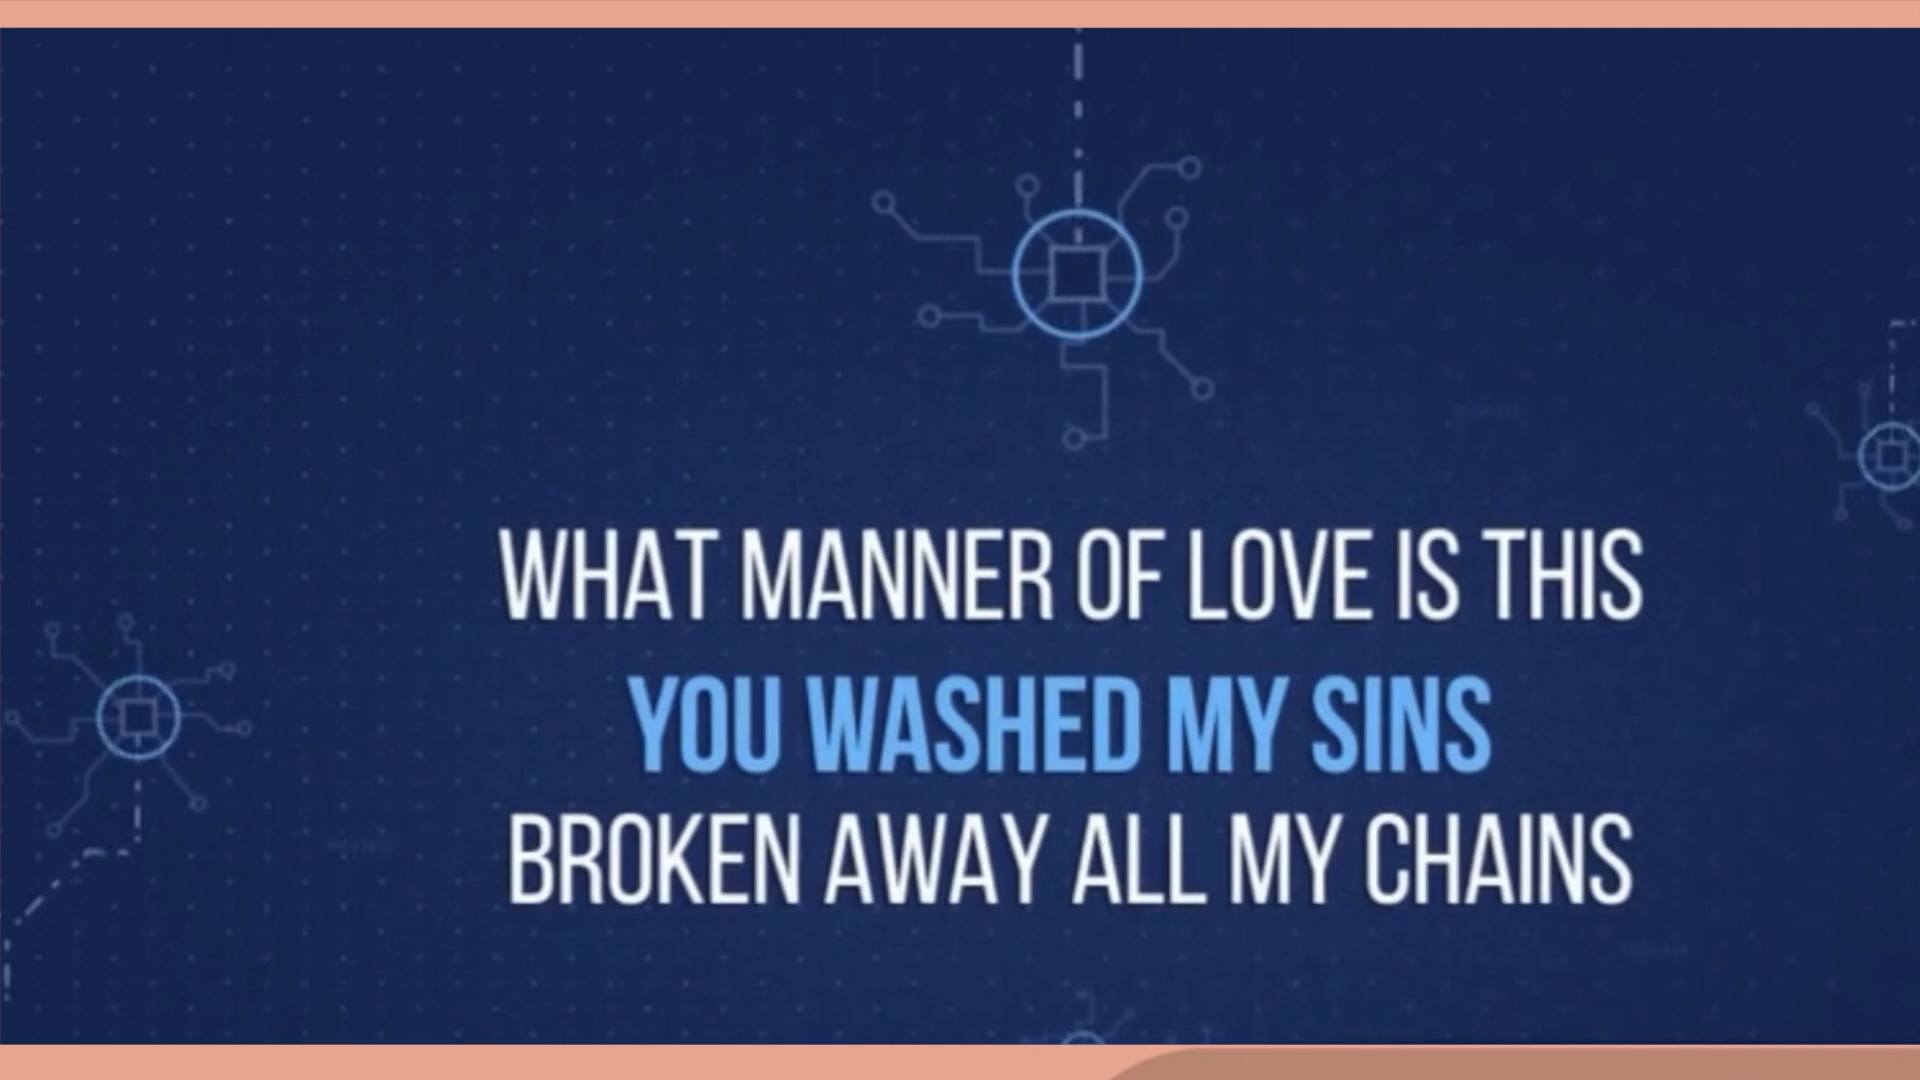 WHAT MANNER OF LOVE IS THIS
YOU WASHED MY SINS
BROKEN AWAY ALL MY CHAINS